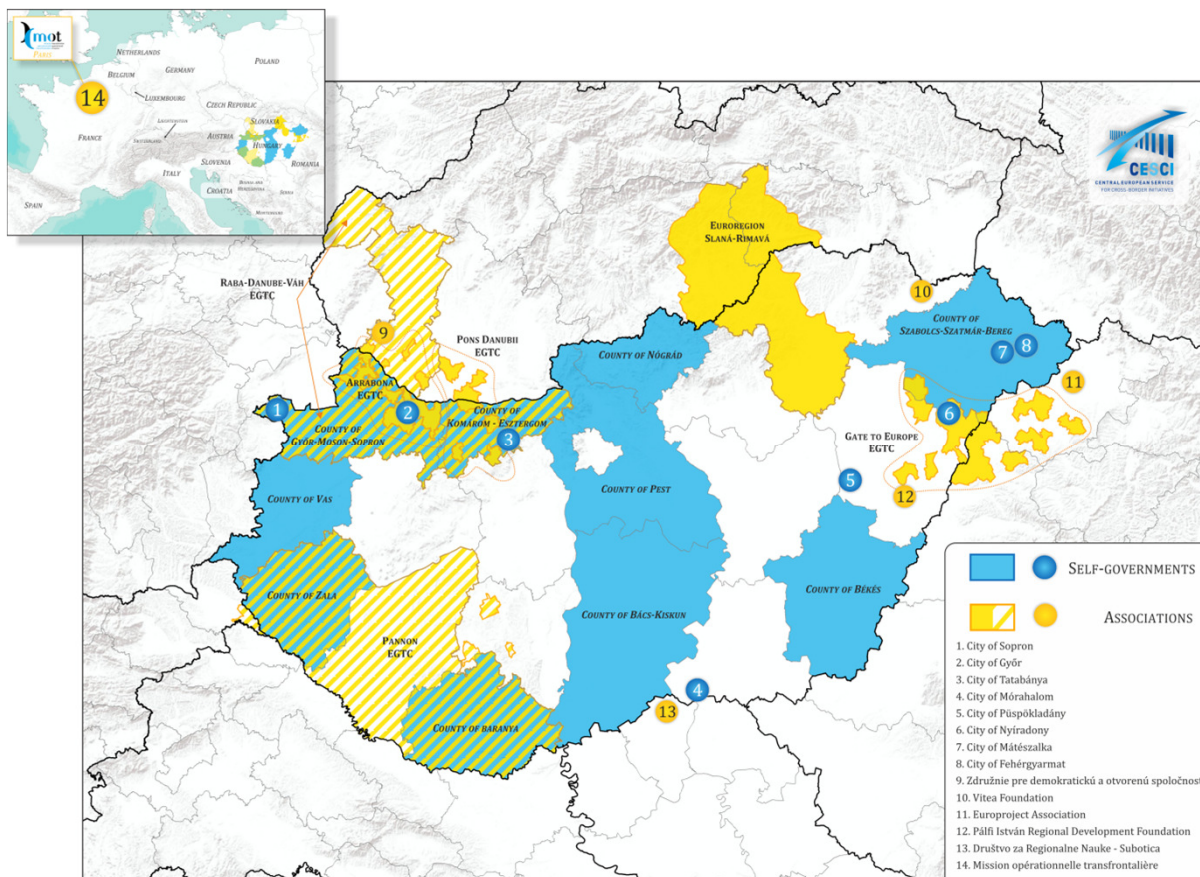 mot
PARIS
14
NETHERLANDS
BELGIUM
GERMANY
POLAND
LUXEMBOURG
CZECH REPUBLIC
LIECHTENSTEIN
SLOVAKIA
FRANCE
SWITZERLAND
AUSTRIA
HUNGARY
SLOVENIA
ROMANIA
ITALY
CROATIA
BOSNIA AND
HERZEGOVINA
SERBIA
SPAIN
MONTENEGRO
CESCI
CENTRAL EUROPEAN SERVICE
FOR CROSS-BORDER INITIATIVES
EUROREGION
SLANÁ-RIMAVÁ
RABA-DANUBE-VÁH
EGTC
10
9
PONS DANUBII
EGTC
COUNTY OF
SZABOLCS-SZATMÁR-BEREG
7
8
COUNTY OF NÓGRÁD
11
ARRABONA
EGTC
1
2
COUNTY OF
KOMÁROM - ESZTERGOM
3
6
COUNTY OF
GYŐR-MOSON-SOPRON
GATE TO EUROPE
EGTC
COUNTY OF VAS
COUNTY OF PEST
5
12
COUNTY OF ZALA
COUNTY OF BÉKÉS
COUNTY OF BÁCS-KISKUN
PANNON
EGTC
4
13
COUNTY OF BARANYA
SELF-GOVERNMENTS
ASSOCIATIONS
1. City of Sopron
2. City of Győr
3. City of Tatabánya
4. City of Mórahalom
5. City of Püspökladány
6. City of Nyíradony
7. City of Mátészalka
8. City of Fehérgyarmat
9. Združnie pre demokratickú a otvorenú spoločnost
10. Vitea Foundation
11. Europroject Association
12. Pálfi István Regional Development Foundation
13. Društvo za Regionalne Nauke - Subotica
14. Mission opérationnelle transfrontalière